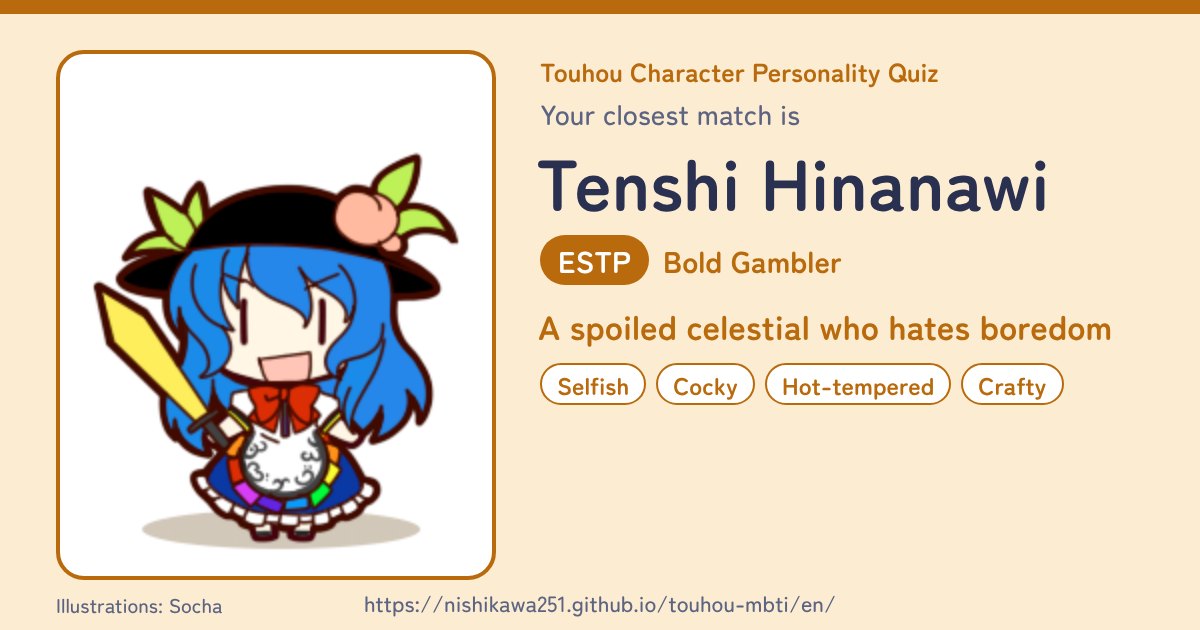 Touhou Character Personality Quiz
Your closest match is
Tenshi Hinanawi
ESTP Bold Gambler
A spoiled celestial who hates boredom
Selfish Cocky Hot-tempered Crafty
Illustrations: Socha https://nishikawa251.github.io/touhou-mbti/en/